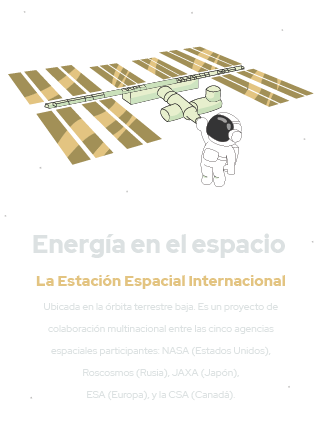 Energía en el espacio
La Estación Espacial Internacional
Ubicada en la órbita terrestre baja. Es un proyecto de
colaboración multinacional entre las cinco agencias
espaciales participantes: NASA (Estados Unidos),
Roscosmos (Rusia), JAXA (Japón),
ESA (Europa), y la CSA (Canadá).